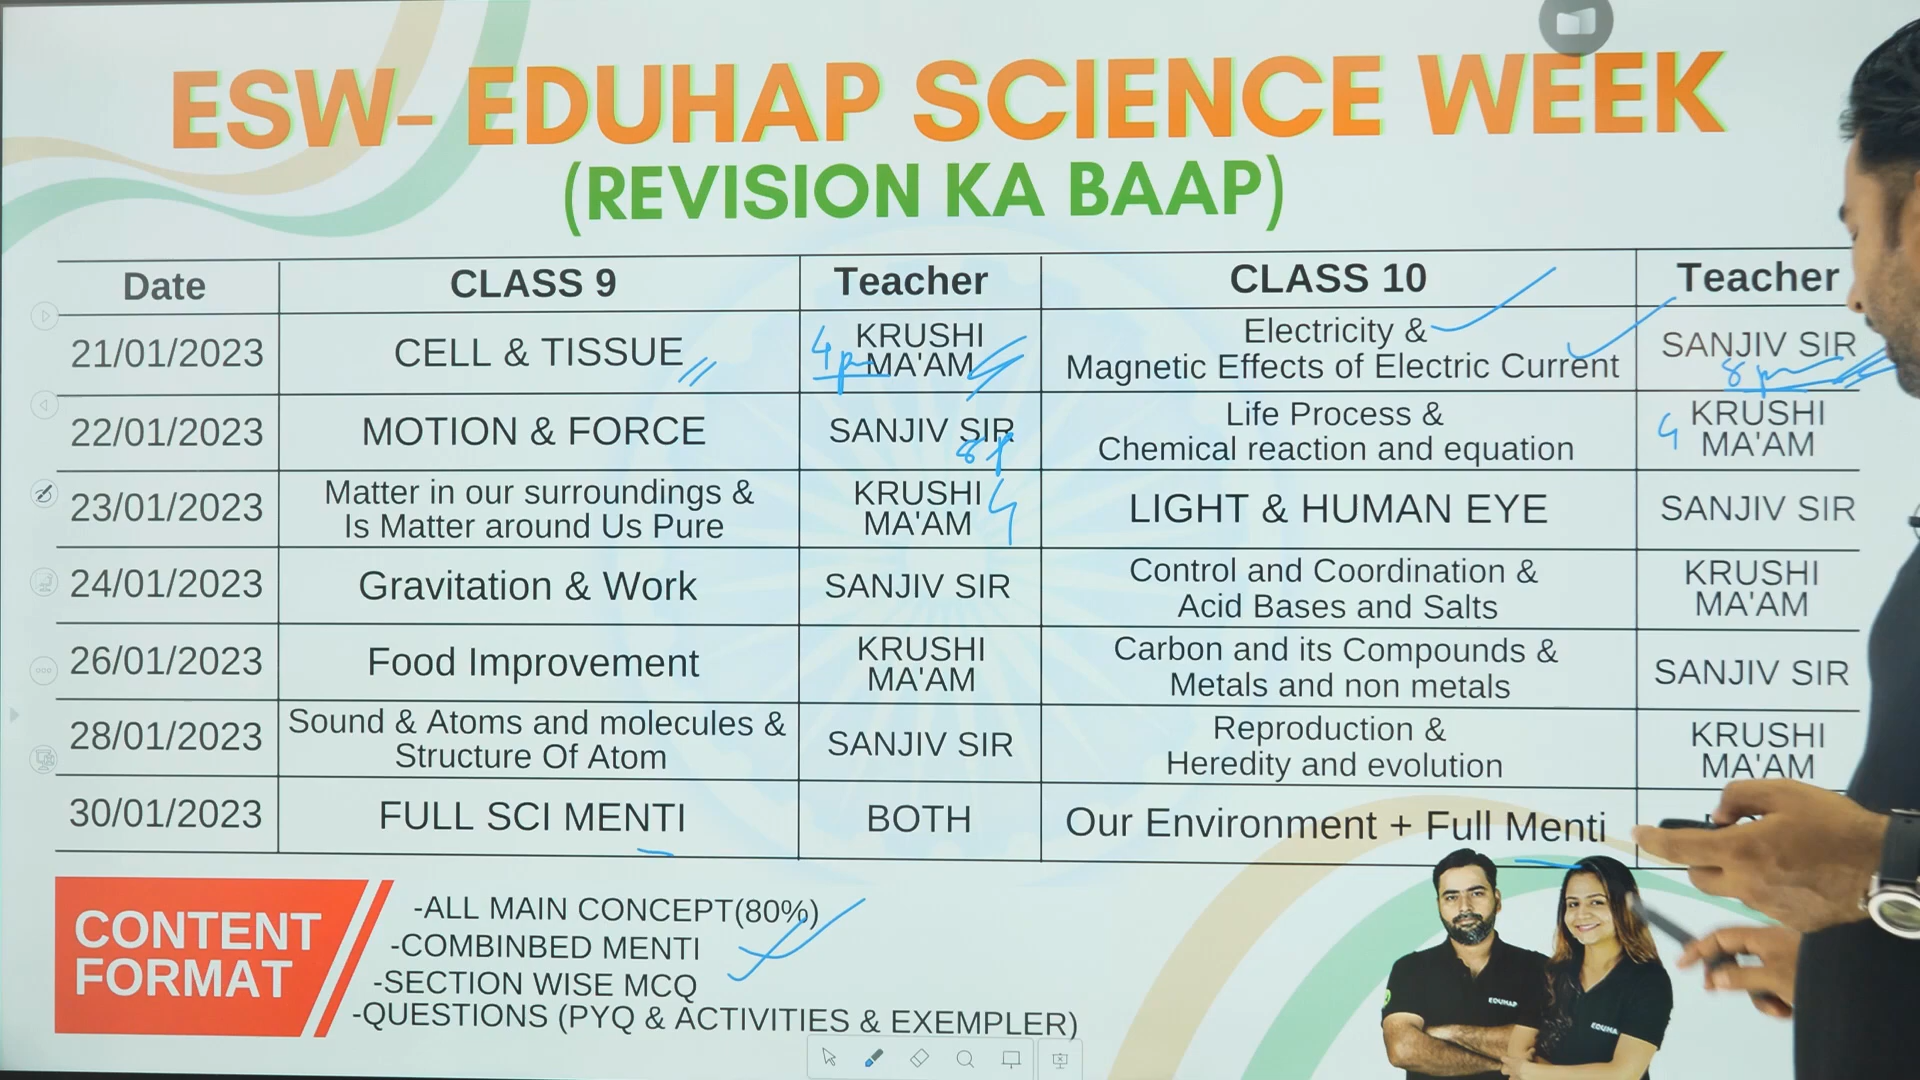 ESW- EDUHAP SCIENCE WEEK
(REVISION KA BAAP)
Date CLASS 9 Teacher CLASS 10 Teacher
21/01/2023 CELL & TISSUE KRUSHI MA'AM Electricity & Magnetic Effects of Electric Current SANJIV SIR
4 p
8 p
22/01/2023 MOTION & FORCE SANJIV SIR Life Process & Chemical reaction and equation KRUSHI MA'AM
8 p
4
23/01/2023 Matter in our surroundings & Is Matter around Us Pure KRUSHI MA'AM LIGHT & HUMAN EYE SANJIV SIR
4
24/01/2023 Gravitation & Work SANJIV SIR Control and Coordination & Acid Bases and Salts KRUSHI MA'AM
26/01/2023 Food Improvement KRUSHI MA'AM Carbon and its Compounds & Metals and non metals SANJIV SIR
28/01/2023 Sound & Atoms and molecules & Structure Of Atom SANJIV SIR Reproduction & Heredity and evolution KRUSHI MA'AM
30/01/2023 FULL SCI MENTI BOTH Our Environment + Full Menti
CONTENT
FORMAT
-ALL MAIN CONCEPT(80%)
-COMBINBED MENTI
-SECTION WISE MCQ
-QUESTIONS (PYQ & ACTIVITIES & EXEMPLER)
EDUHAP
EDUHA